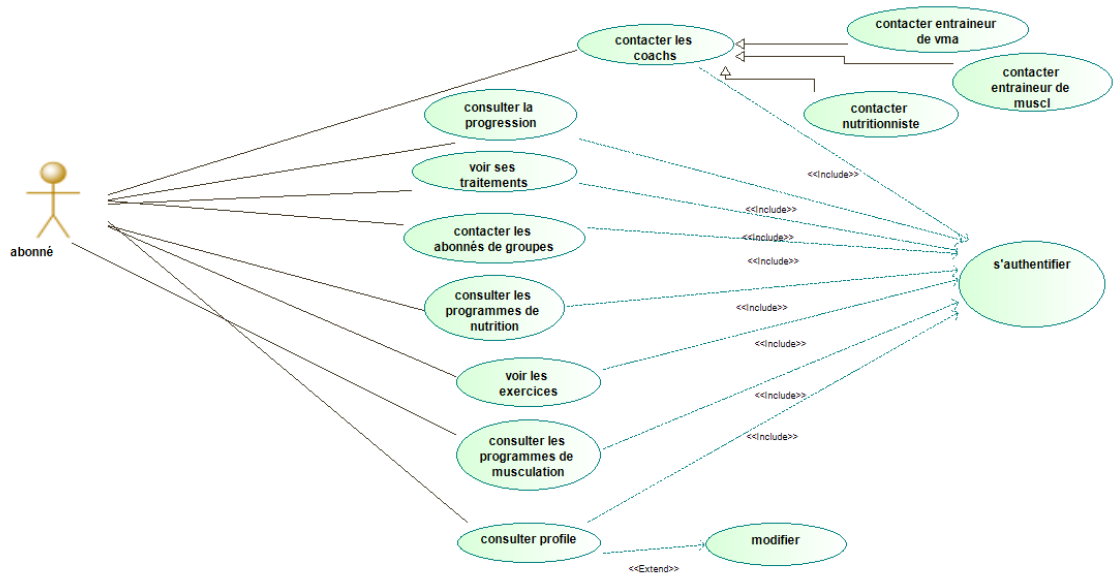 contacter entraineur
de vma
contacter les
coachs
contacter
entraineur de
muscl
contacter
nutritionniste
consulter la
progression
voir ses
traitements
<<Include>>
<<Include>>
contacter les
abonnés de groupes
<<Include>>
abonné
<<Include>>
s'authentifier
consulter les
programmes de
nutrition
<<Include>>
<<Include>>
voir les
exercices
<<Include>>
consulter les
programmes de
musculation
<<Include>>
consulter profile
modifier
<<Extend>>